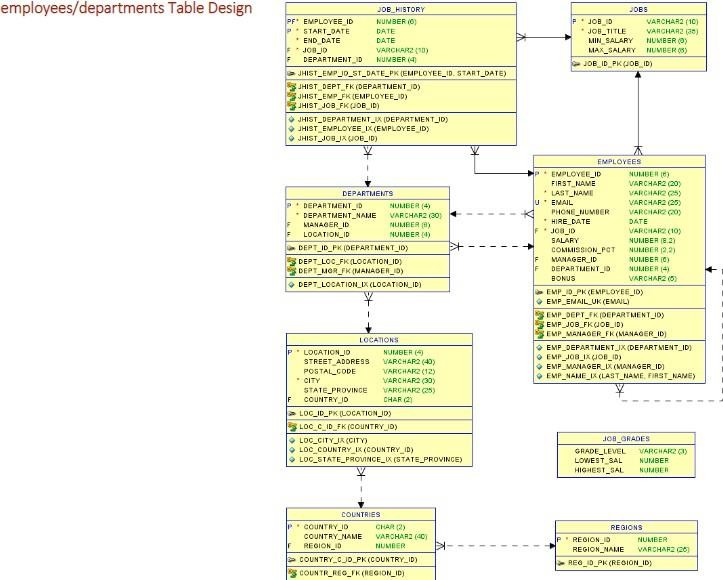 employees/departments Table Design
JOB_HISTORY
PF* EMPLOYEE_ID NUMBER (6)
P * START_DATE DATE
* END_DATE DATE
F * JOB_ID VARCHAR2 (10)
F DEPARTMENT_ID NUMBER (4)
JHIST_EMP_ID_ST_DATE_PK (EMPLOYEE_ID, START_DATE)
JHIST_DEPT_FK (DEPARTMENT_ID)
JHIST_EMP_FK (EMPLOYEE_ID)
JHIST_JOB_FK (JOB_ID)
JHIST_DEPARTMENT_IX (DEPARTMENT_ID)
JHIST_EMPLOYEE_IX (EMPLOYEE_ID)
JHIST_JOB_IX (JOB_ID)
JOBS
P * JOB_ID VARCHAR2 (10)
* JOB_TITLE VARCHAR2 (35)
MIN_SALARY NUMBER (6)
MAX_SALARY NUMBER (6)
JOB_ID_PK (JOB_ID)
EMPLOYEES
P * EMPLOYEE_ID NUMBER (6)
FIRST_NAME VARCHAR2 (20)
* LAST_NAME VARCHAR2 (25)
U * EMAIL VARCHAR2 (25)
PHONE_NUMBER VARCHAR2 (20)
* HIRE_DATE DATE
F * JOB_ID VARCHAR2 (10)
SALARY NUMBER (8,2)
COMMISSION_PCT NUMBER (2,2)
F MANAGER_ID NUMBER (6)
F DEPARTMENT_ID NUMBER (4)
BONUS VARCHAR2 (5)
EMP_ID_PK (EMPLOYEE_ID)
EMP_EMAIL_UK (EMAIL)
EMP_DEPT_FK (DEPARTMENT_ID)
EMP_JOB_FK (JOB_ID)
EMP_MANAGER_FK (MANAGER_ID)
EMP_DEPARTMENT_IX (DEPARTMENT_ID)
EMP_JOB_IX (JOB_ID)
EMP_MANAGER_IX (MANAGER_ID)
EMP_NAME_IX (LAST_NAME, FIRST_NAME)
DEPARTMENTS
P * DEPARTMENT_ID NUMBER (4)
* DEPARTMENT_NAME VARCHAR2 (30)
F MANAGER_ID NUMBER (6)
F LOCATION_ID NUMBER (4)
DEPT_ID_PK (DEPARTMENT_ID)
DEPT_LOC_FK (LOCATION_ID)
DEPT_MGR_FK (MANAGER_ID)
DEPT_LOCATION_IX (LOCATION_ID)
LOCATIONS
P * LOCATION_ID NUMBER (4)
STREET_ADDRESS VARCHAR2 (40)
POSTAL_CODE VARCHAR2 (12)
* CITY VARCHAR2 (30)
STATE_PROVINCE VARCHAR2 (25)
F COUNTRY_ID CHAR (2)
LOC_ID_PK (LOCATION_ID)
LOC_C_ID_FK (COUNTRY_ID)
LOC_CITY_IX (CITY)
LOC_COUNTRY_IX (COUNTRY_ID)
LOC_STATE_PROVINCE_IX (STATE_PROVINCE)
JOB_GRADES
GRADE_LEVEL VARCHAR2 (3)
LOWEST_SAL NUMBER
HIGHEST_SAL NUMBER
COUNTRIES
P * COUNTRY_ID CHAR (2)
COUNTRY_NAME VARCHAR2 (40)
F REGION_ID NUMBER
COUNTRY_C_ID_PK (COUNTRY_ID)
COUNTR_REG_FK (REGION_ID)
REGIONS
P * REGION_ID NUMBER
REGION_NAME VARCHAR2 (25)
REG_ID_PK (REGION_ID)